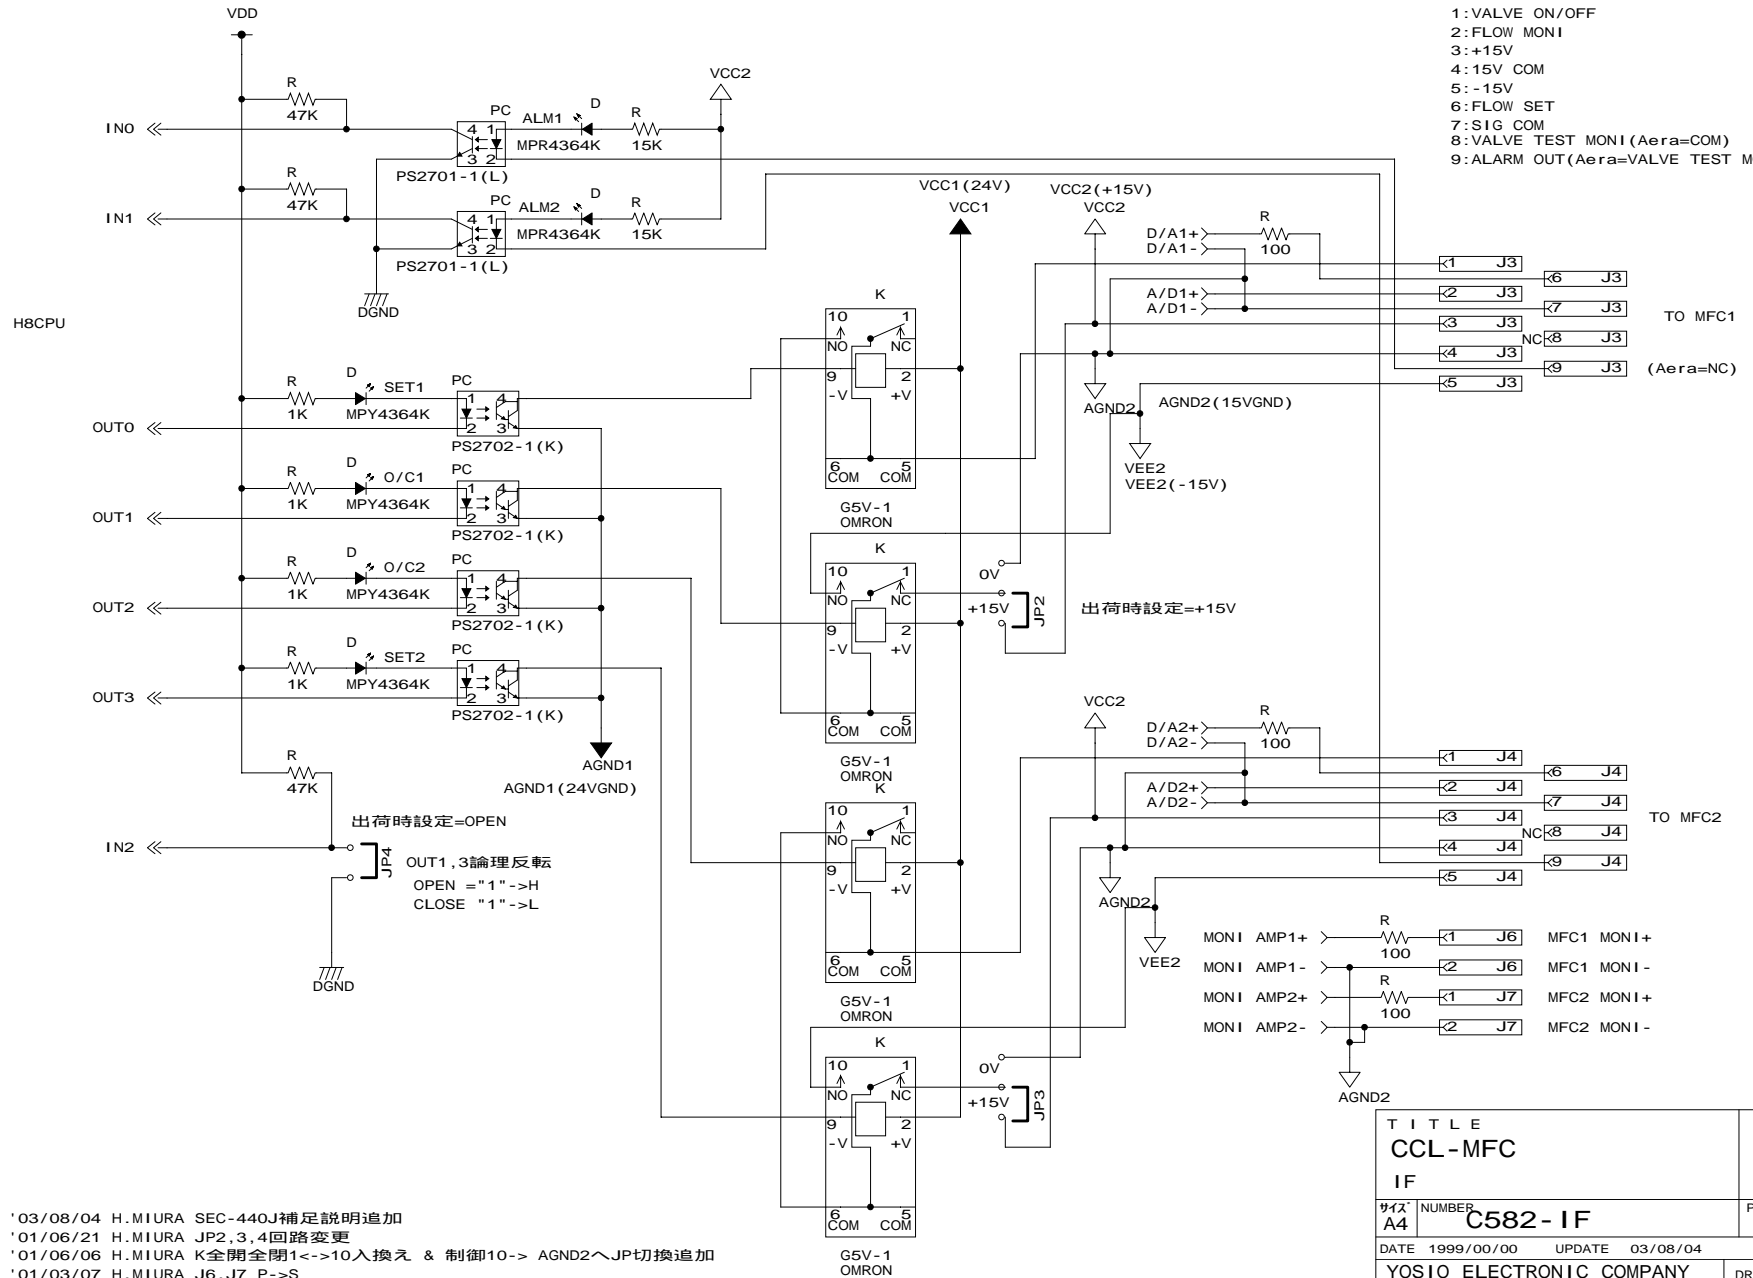 VDD
1:VALVE ON/OFF
2:FLOW MONI
3:+15V
4:15V COM
5:-15V
6:FLOW SET
7:SIG COM
8:VALVE TEST MONI(Aera=COM)
9:ALARM OUT(Aera=VALVE TEST
R
47K
IN0
PC
4 1
3 2
PS2701-1(L)
ALM1
D
MPR4364K
R
15K
VCC2
R
47K
IN1
PC
4 1
3 2
PS2701-1(L)
ALM2
D
MPR4364K
R
15K
DGND
H8CPU
VCC1(24V)
VCC1
VCC2(+15V)
VCC2
D/A1+
D/A1-
R
100
A/D1+
A/D1-
1 J3
6 J3
2 J3
7 J3
3 J3
NC 8 J3
4 J3
9 J3
5 J3
TO MFC1
(Aera=NC)
AGND2
AGND2(15VGND)
VEE2
VEE2(-15V)
R
1K
D
SET1
MPY4364K
PC
1 4
2 3
PS2702-1(K)
OUT0
R
1K
D
O/C1
MPY4364K
PC
1 4
2 3
PS2702-1(K)
OUT1
R
1K
D
O/C2
MPY4364K
PC
1 4
2 3
PS2702-1(K)
OUT2
R
1K
D
SET2
MPY4364K
PC
1 4
2 3
PS2702-1(K)
OUT3
AGND1
AGND1(24VGND)
K
10 1
NO NC
9 2
-V +V
6 5
COM COM
G5V-1
OMRON
K
10 1
NO NC
9 2
-V +V
6 5
COM COM
G5V-1
OMRON
0V
+15V
JP2
出荷時設定=+15V
K
10 1
NO NC
9 2
-V +V
6 5
COM COM
G5V-1
OMRON
K
10 1
NO NC
9 2
-V +V
6 5
COM COM
G5V-1
OMRON
0V
+15V
JP3
R
47K
出荷時設定=OPEN
IN2
JP4
OUT1,3論理反転
OPEN ="1"->H
CLOSE "1"->L
DGND
VCC2
D/A2+
D/A2-
R
100
A/D2+
A/D2-
1 J4
6 J4
2 J4
7 J4
3 J4
NC 8 J4
4 J4
9 J4
5 J4
TO MFC2
AGND2
VEE2
MONI AMP1+
R
100
1 J6
MFC1 MONI+
MONI AMP1-
2 J6
MFC1 MONI-
MONI AMP2+
R
100
1 J7
MFC2 MONI+
MONI AMP2-
2 J7
MFC2 MONI-
AGND2
TITLE
CCL-MFC
IF
ｻｲｽﾞ
A4
NUMBER
C582-IF
DATE 1999/00/00 UPDATE 03/08/04
YOSIO ELECTRONIC COMPANY
DR
'03/08/04 H.MIURA SEC-440J補足説明追加
'01/06/21 H.MIURA JP2,3,4回路変更
'01/06/06 H.MIURA K全開全閉1<->10入換え & 制御10-> AGND2へJP切換追加
'01/03/07 H.MIURA J6,J7 P->S